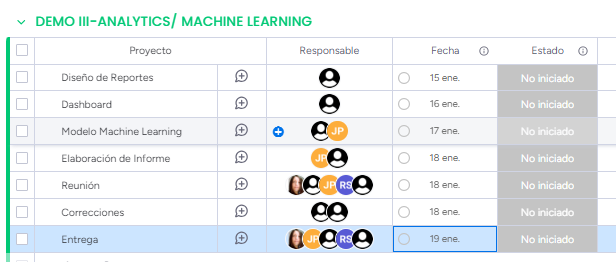 DEMO III-ANALYTICS/ MACHINE LEARNING
Proyecto Responsable Fecha Estado
Diseño de Reportes 15 ene. No iniciado
Dashboard 16 ene. No iniciado
Modelo Machine Learning JP 17 ene. No iniciado
Elaboración de Informe JP 18 ene. No iniciado
Reunión JP RS 18 ene. No iniciado
Correcciones 18 ene. No iniciado
Entrega JP RS 19 ene. No iniciado